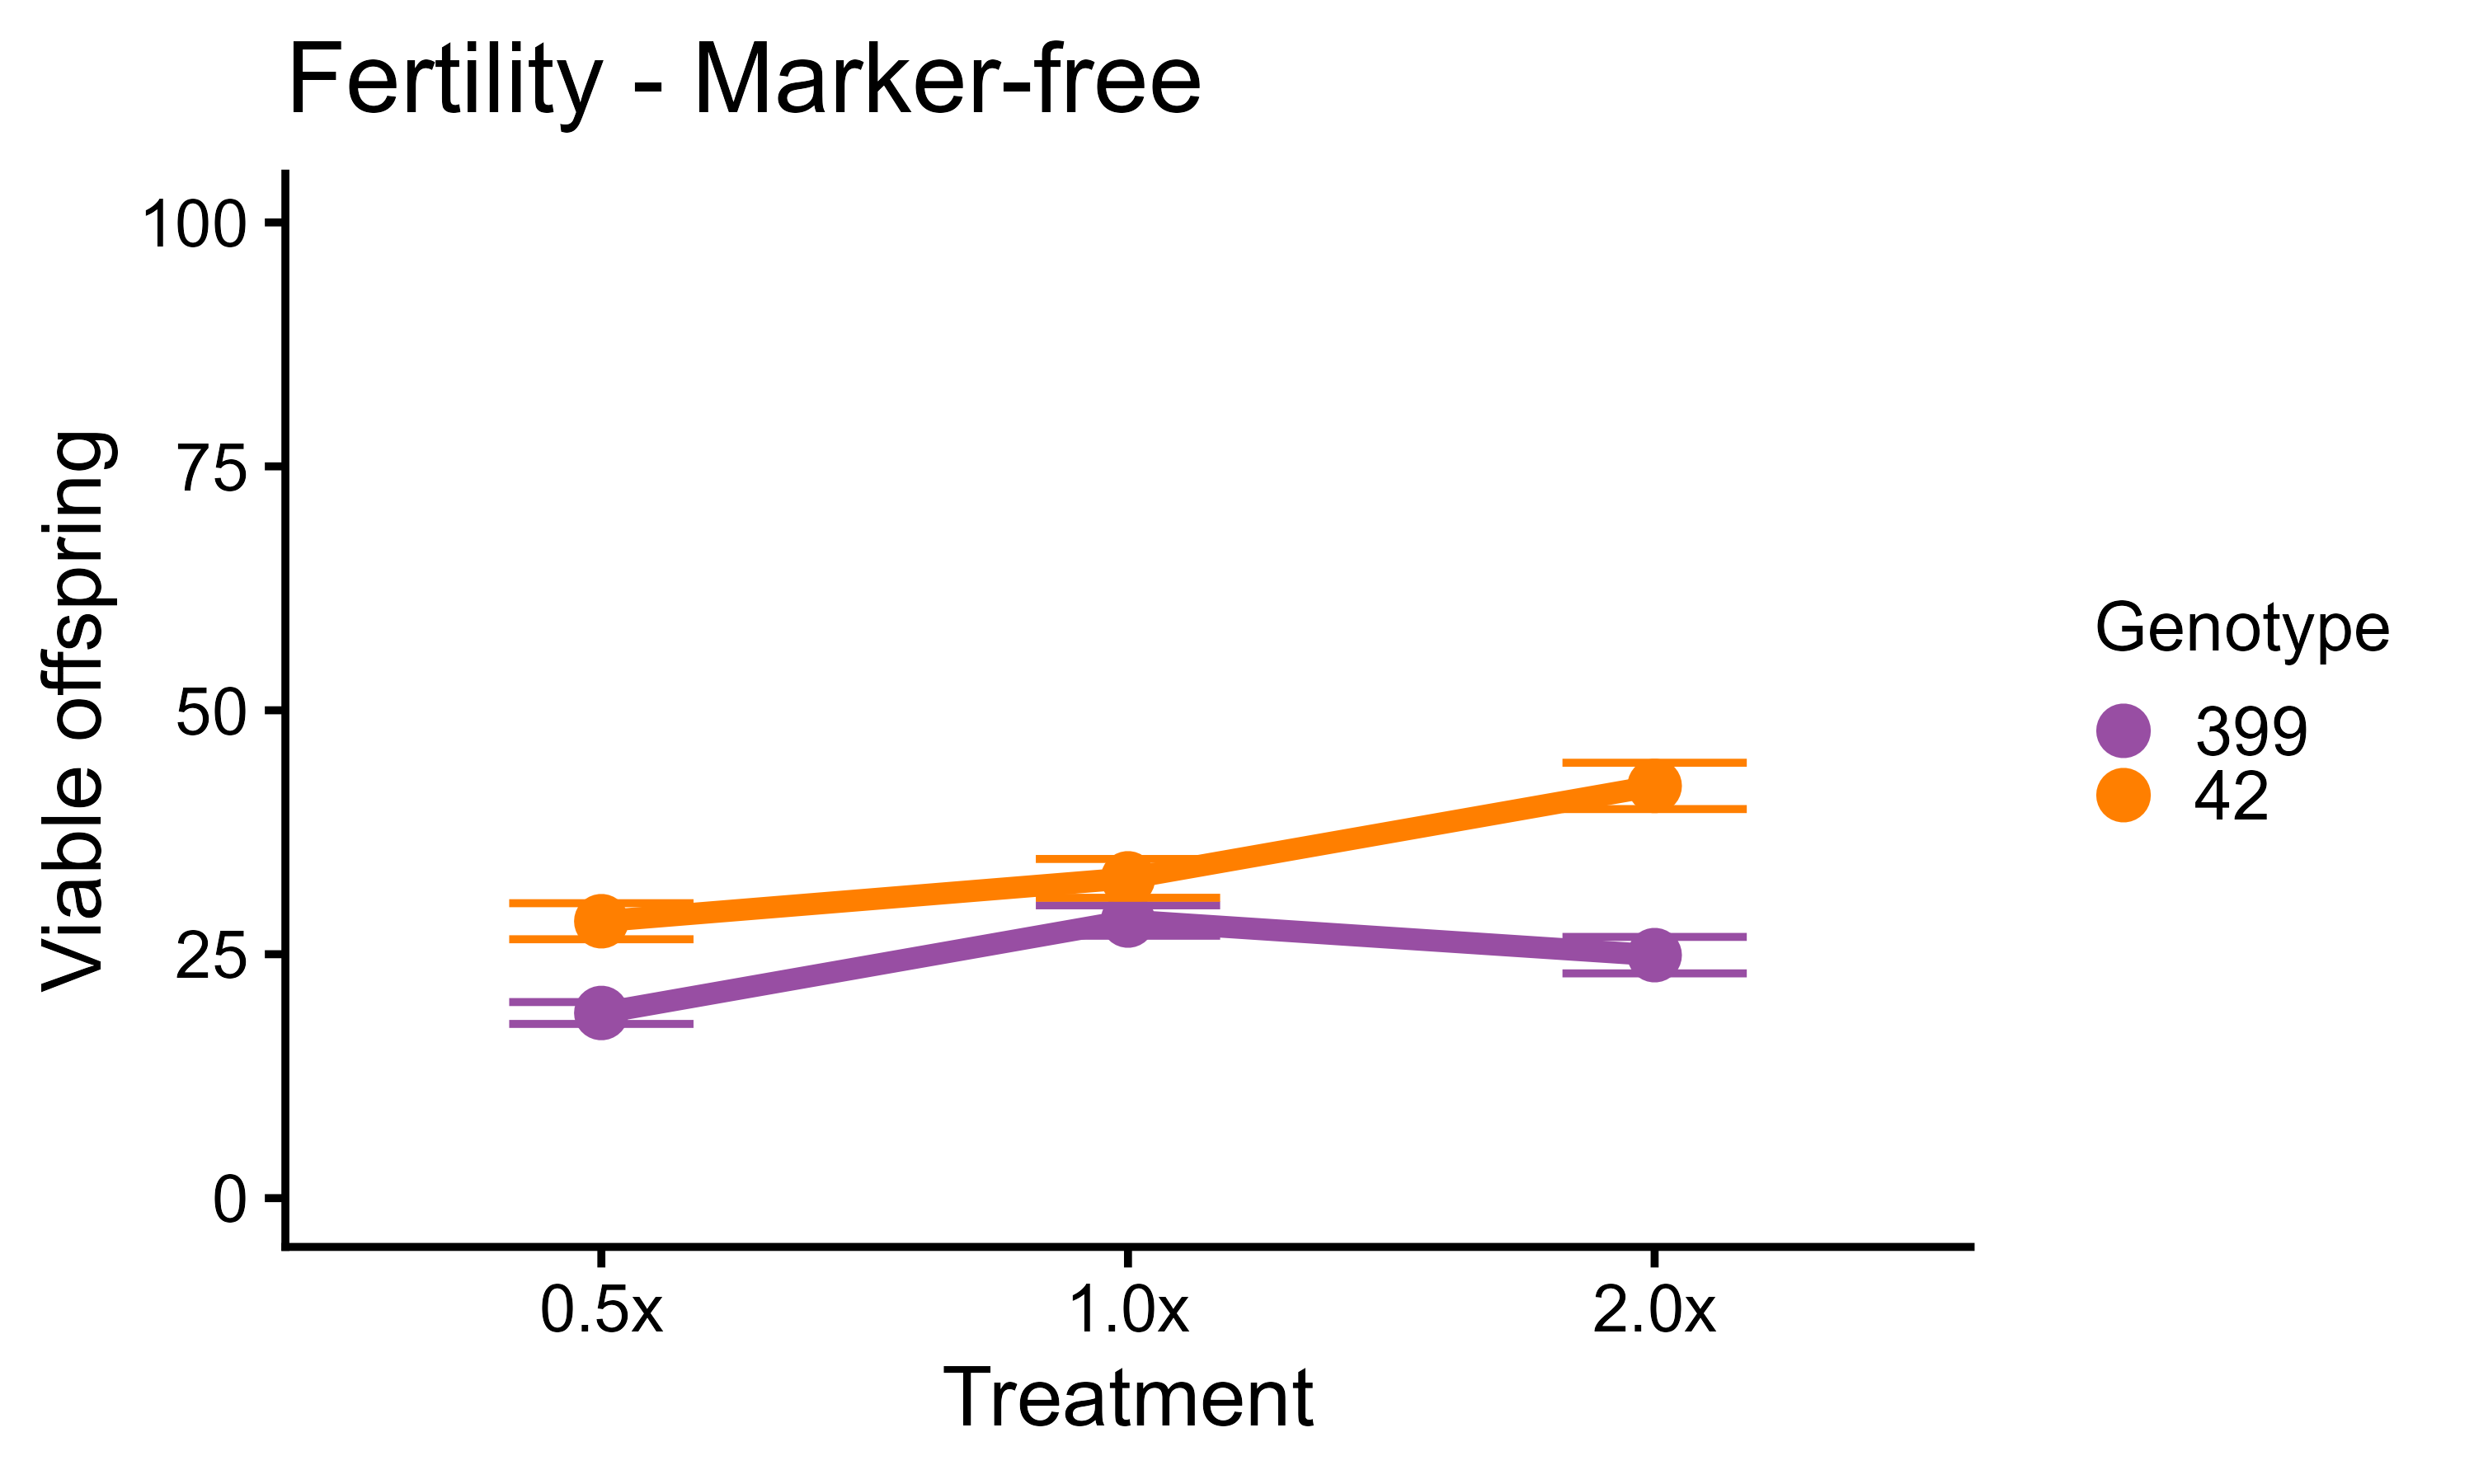 Fertility - Marker-free
Viable offspring
100
75
50
25
0
0.5x
1.0x
2.0x
Treatment
Genotype
399
42